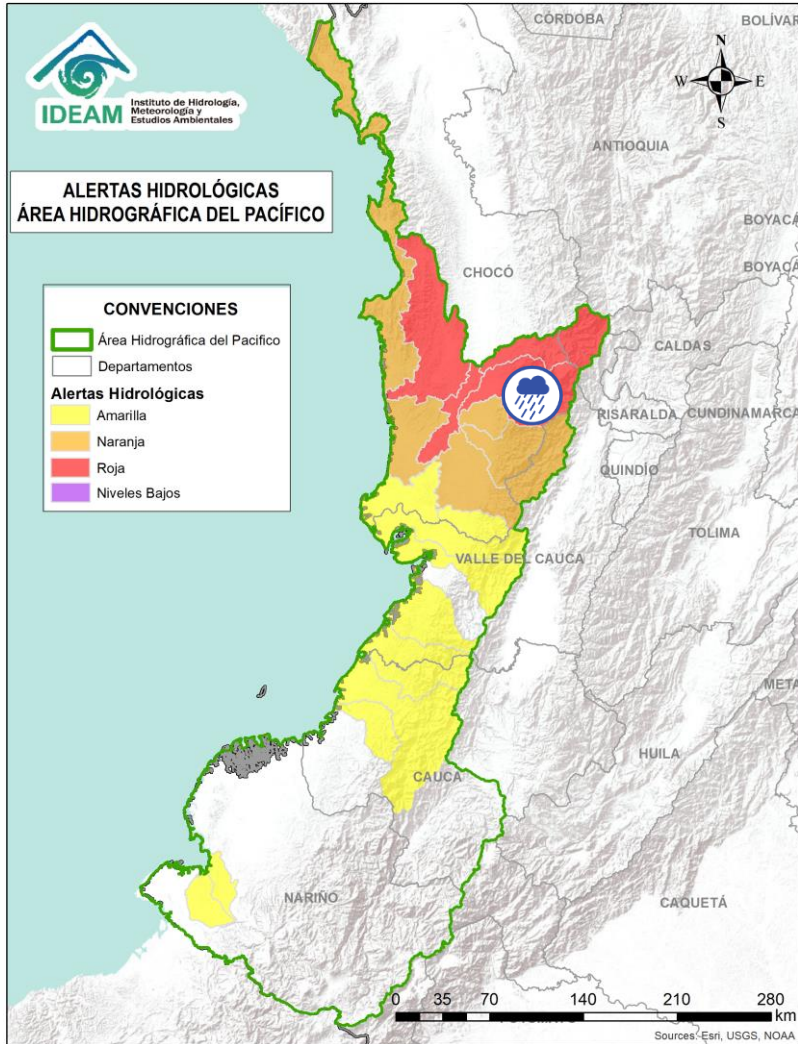 CÓRDOBA
BOLÍVAR
N
W
E
S
IDEAM
Instituto de Hidrología,
Meteorología y
Estudios Ambientales
ANTIOQUIA
ALERTAS HIDROLÓGICAS
ÁREA HIDROGRÁFICA DEL PACÍFICO
BOYACÁ
CHOCÓ
BOYACÁ
CONVENCIONES
Área Hidrográfica del Pacifico
Departamentos
Alertas Hidrológicas
Amarilla
Naranja
Roja
Niveles Bajos
CALDAS
RISARALDA
CUNDINAMARCA
QUINDÍO
TOLIMA
VALLE DEL CAUCA
META
HUILA
CAUCA
NARIÑO
CAQUETÁ
0 35 70 140 210 280
km
Sources: Esri, USGS, NOAA